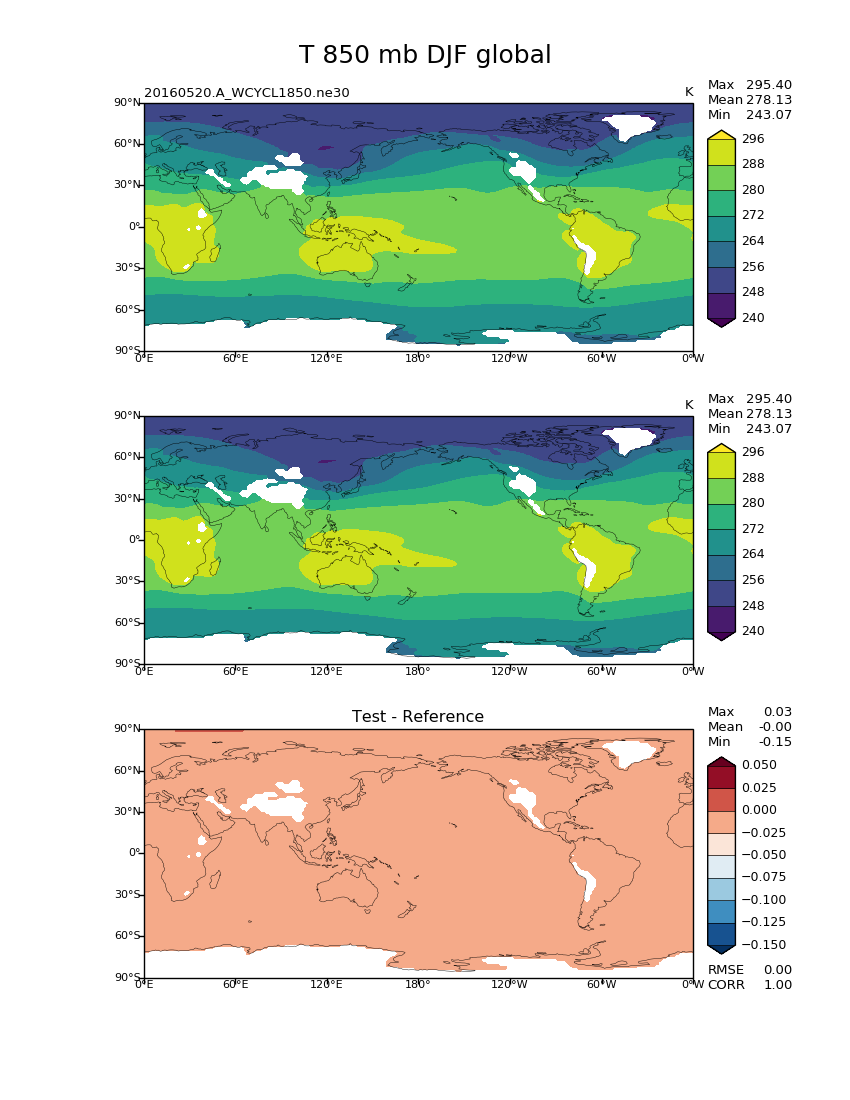 T 850 mb DJF global
20160520.A_WCYCL1850.ne30
K
Max 295.40
Mean 278.13
Min 243.07
90°N
60°N
30°N
0°
30°S
60°S
90°S
0°E 60°E 120°E 180° 120°W 60°W 0°W
296
288
280
272
264
256
248
240
K
Max 295.40
Mean 278.13
Min 243.07
90°N
60°N
30°N
0°
30°S
60°S
90°S
0°E 60°E 120°E 180° 120°W 60°W 0°W
296
288
280
272
264
256
248
240
Test - Reference
Max 0.03
Mean -0.00
Min -0.15
90°N
60°N
30°N
0°
30°S
60°S
90°S
0°E 60°E 120°E 180° 120°W 60°W 0°W
0.050
0.025
0.000
−0.025
−0.050
−0.075
−0.100
−0.125
−0.150
RMSE 0.00
CORR 1.00